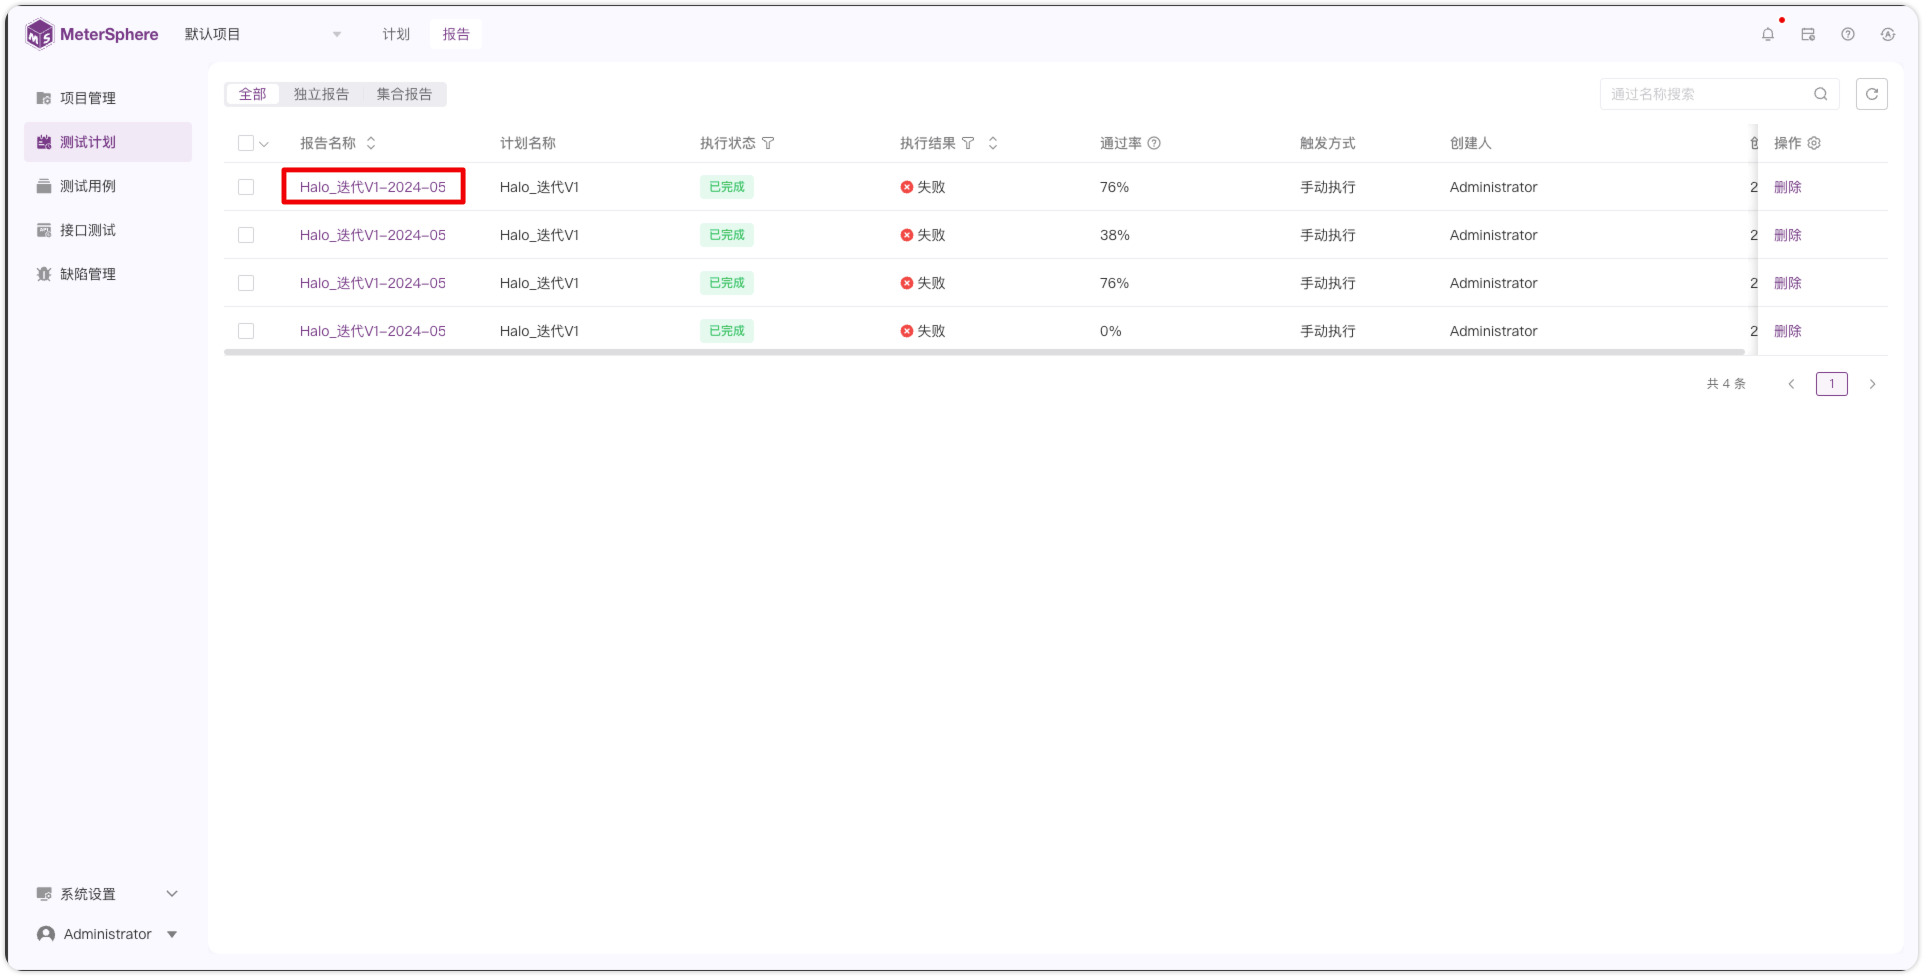 MeterSphere 默认项目 计划 报告
项目管理
测试计划
测试用例
接口测试
缺陷管理
全部 独立报告 集合报告 通过名称搜索
报告名称 计划名称 执行状态 执行结果 通过率 触发方式 创建人 操作
Halo_迭代V1-2024-05 Halo_迭代V1 已完成 失败 76% 手动执行 Administrator 2 删除
Halo_迭代V1-2024-05 Halo_迭代V1 已完成 失败 38% 手动执行 Administrator 2 删除
Halo_迭代V1-2024-05 Halo_迭代V1 已完成 失败 76% 手动执行 Administrator 2 删除
Halo_迭代V1-2024-05 Halo_迭代V1 已完成 失败 0% 手动执行 Administrator 2 删除
共 4 条 1
系统设置
Administrator